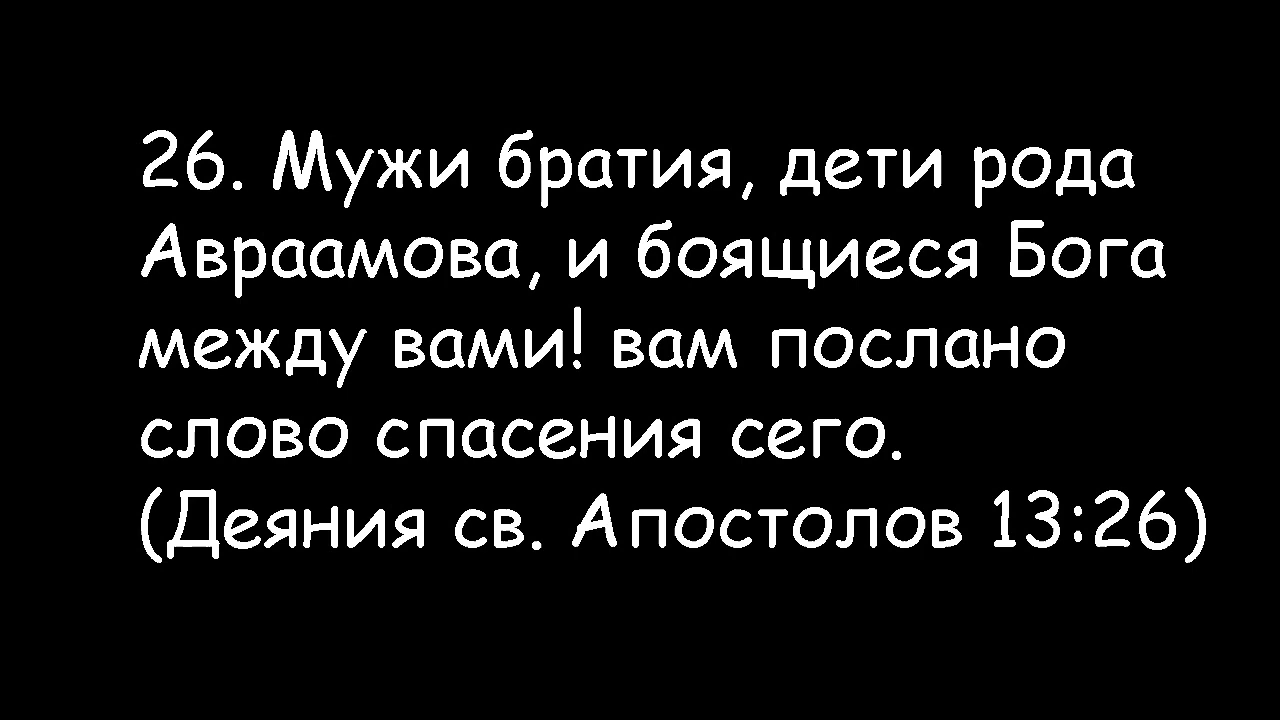 26. Мужи братия, дети рода
Авраамова, и боящиеся Бога
между вами! вам послано
слово спасения сего.
(Деяния св. Апостолов 13:26)